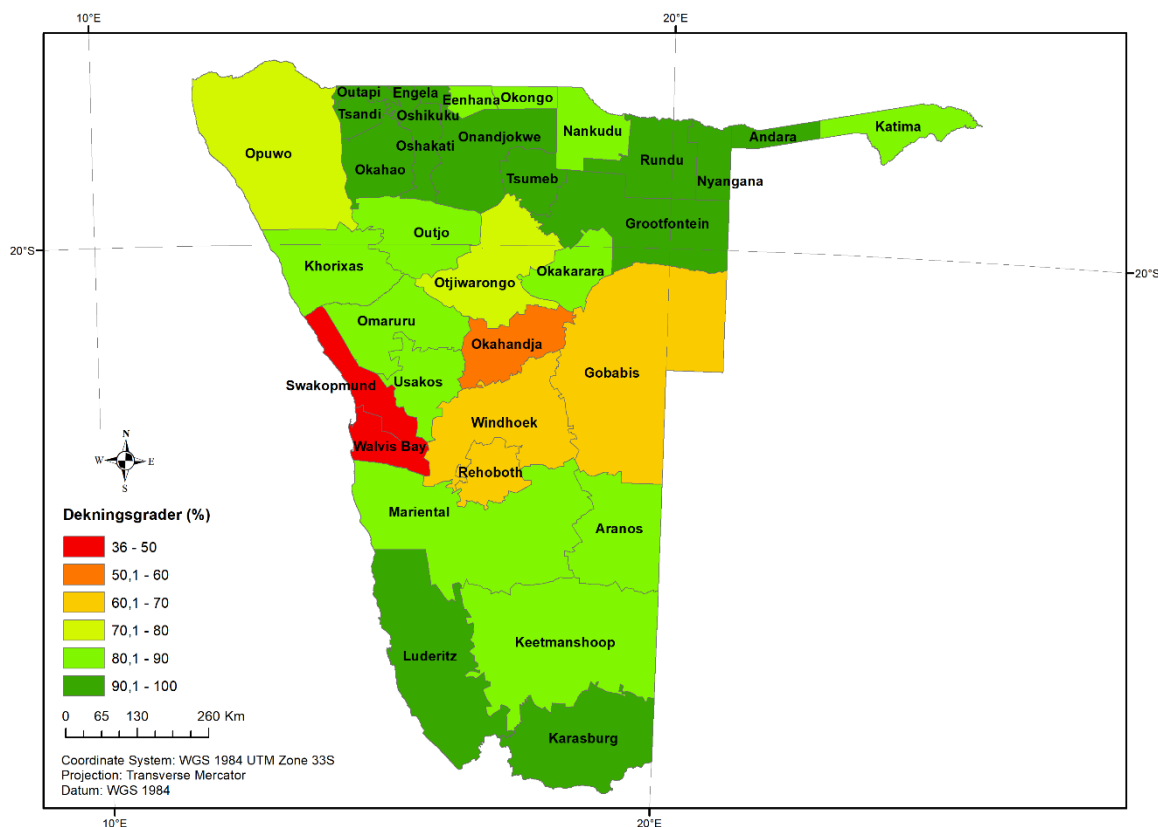 10°E 20°E
Outapi Engela
Eenhana Okongo
Tsandi Oshikuku
Nankudu Katima
Onandjokwe Andara
Oshakati
Opuwo Rundu
Okahao Tsumeb Nyangana
Grootfontein
Outjo
20°S
Khorixas Okakarara 20°S
Otjiwarongo
Omaruru
Okahandja
Gobabis
Swakopmund Usakos
Windhoek
N
Walvis Bay
W E
Rehoboth
S
Mariental
Dekningsgrader (%)
Aranos
36 - 50
50,1 - 60
60,1 - 70
70,1 - 80
Keetmanshoop
80,1 - 90
Luderitz
90,1 - 100
0 65 130 260 Km
Karasburg
Coordinate System: WGS 1984 UTM Zone 33S
Projection: Transverse Mercator
Datum: WGS 1984
10°E 20°E